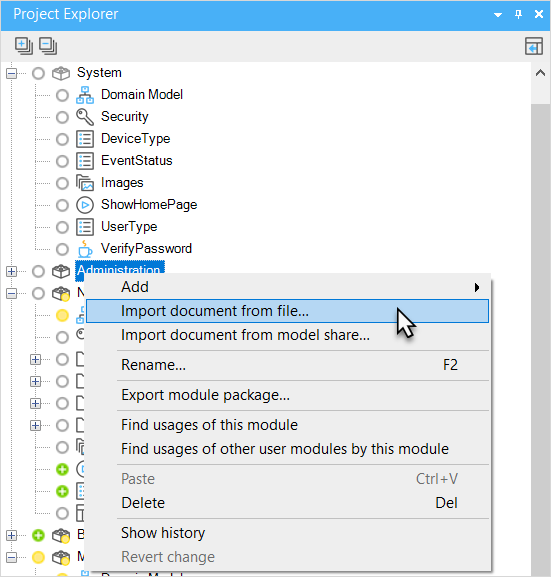 Project Explorer
System
Domain Model
Security
DeviceType
EventStatus
Images
ShowHomePage
UserType
VerifyPassword
Administration
N
Add
Import document from file...
Import document from model share...
Rename... F2
Export module package...
Find usages of this module
Find usages of other user modules by this module
Paste Ctrl+V
Delete Del
Show history
Revert change
B
M